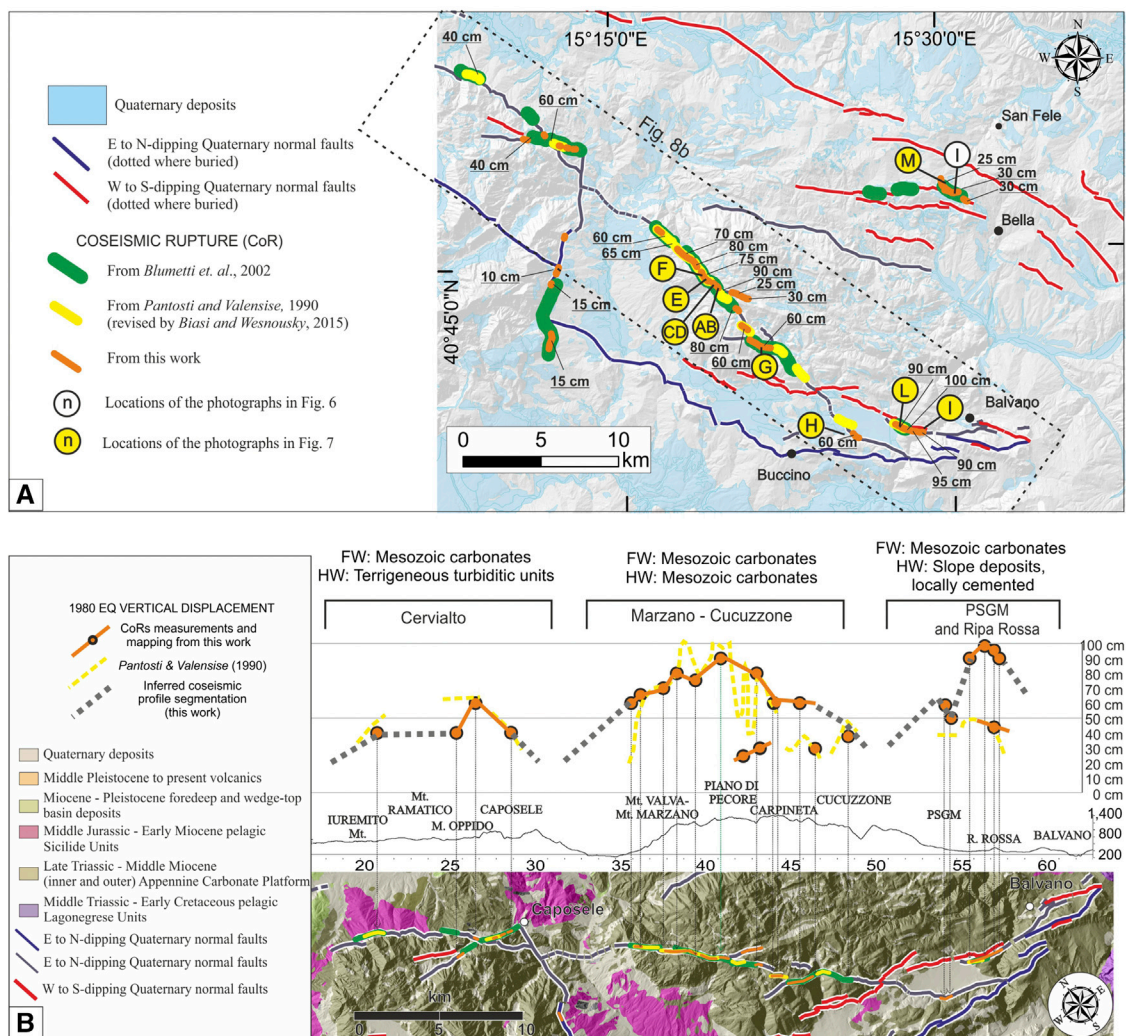 15°15'0"E
15°30'0"E
N
W
E
S
Quaternary deposits
E to N-dipping Quaternary normal faults
(dotted where buried)
W to S-dipping Quaternary normal faults
(dotted where buried)
COSEISMIC RUPTURE (CoR)
From Blumetti et. al., 2002
From Pantosti and Valensise, 1990
(revised by Biasi and Wesnousky, 2015)
From this work
n Locations of the photographs in Fig. 6
n Locations of the photographs in Fig. 7
A
40 cm
60 cm
40 cm
Fig. 8b
San Fele
M
I
25 cm
30 cm
30 cm
Bella
60 cm
65 cm
70 cm
80 cm
75 cm
90 cm
25 cm
30 cm
F
E
CD
AB
10 cm
15 cm
15 cm
40°45'0"N
80 cm
60 cm
60 cm
G
90 cm
100 cm
L
I
Balvano
H
60 cm
90 cm
95 cm
Buccino
0 5 10
km
FW: Mesozoic carbonates
HW: Terrigeneous turbiditic units
FW: Mesozoic carbonates
HW: Mesozoic carbonates
FW: Mesozoic carbonates
HW: Slope deposits,
locally cemented
Cervialto
Marzano - Cucuzzone
PSGM
and Ripa Rossa
1980 EQ VERTICAL DISPLACEMENT
CoRs measurements and
mapping from this work
Pantosti & Valensise (1990)
Inferred coseismic
profile segmentation
(this work)
Quaternary deposits
Middle Pleistocene to present volcanics
Miocene - Pleistocene foredeep and wedge-top
basin deposits
Middle Jurassic - Early Miocene pelagic
Sicilide Units
Late Triassic - Middle Miocene
(inner and outer) Appennine Carbonate Platform
Middle Triassic - Early Cretaceous pelagic
Lagonegrese Units
E to N-dipping Quaternary normal faults
E to N-dipping Quaternary normal faults
W to S-dipping Quaternary normal faults
B
100 cm
90 cm
80 cm
70 cm
60 cm
50 cm
40 cm
30 cm
20 cm
10 cm
0 cm
1,400
800
200
IUREMITO
Mt.
Mt.
RAMATICO
M. OPPIDO
CAPOSELE
Mt. VALVA-
Mt. MARZANO
PIANO DI
PECORE
CARPINETA
CUCUZZONE
PSGM
R. ROSSA
BALVANO
20 25 30 35 41 45 50 55 60
Caposele
Balvano
km
0 5 10
N
E
S
W